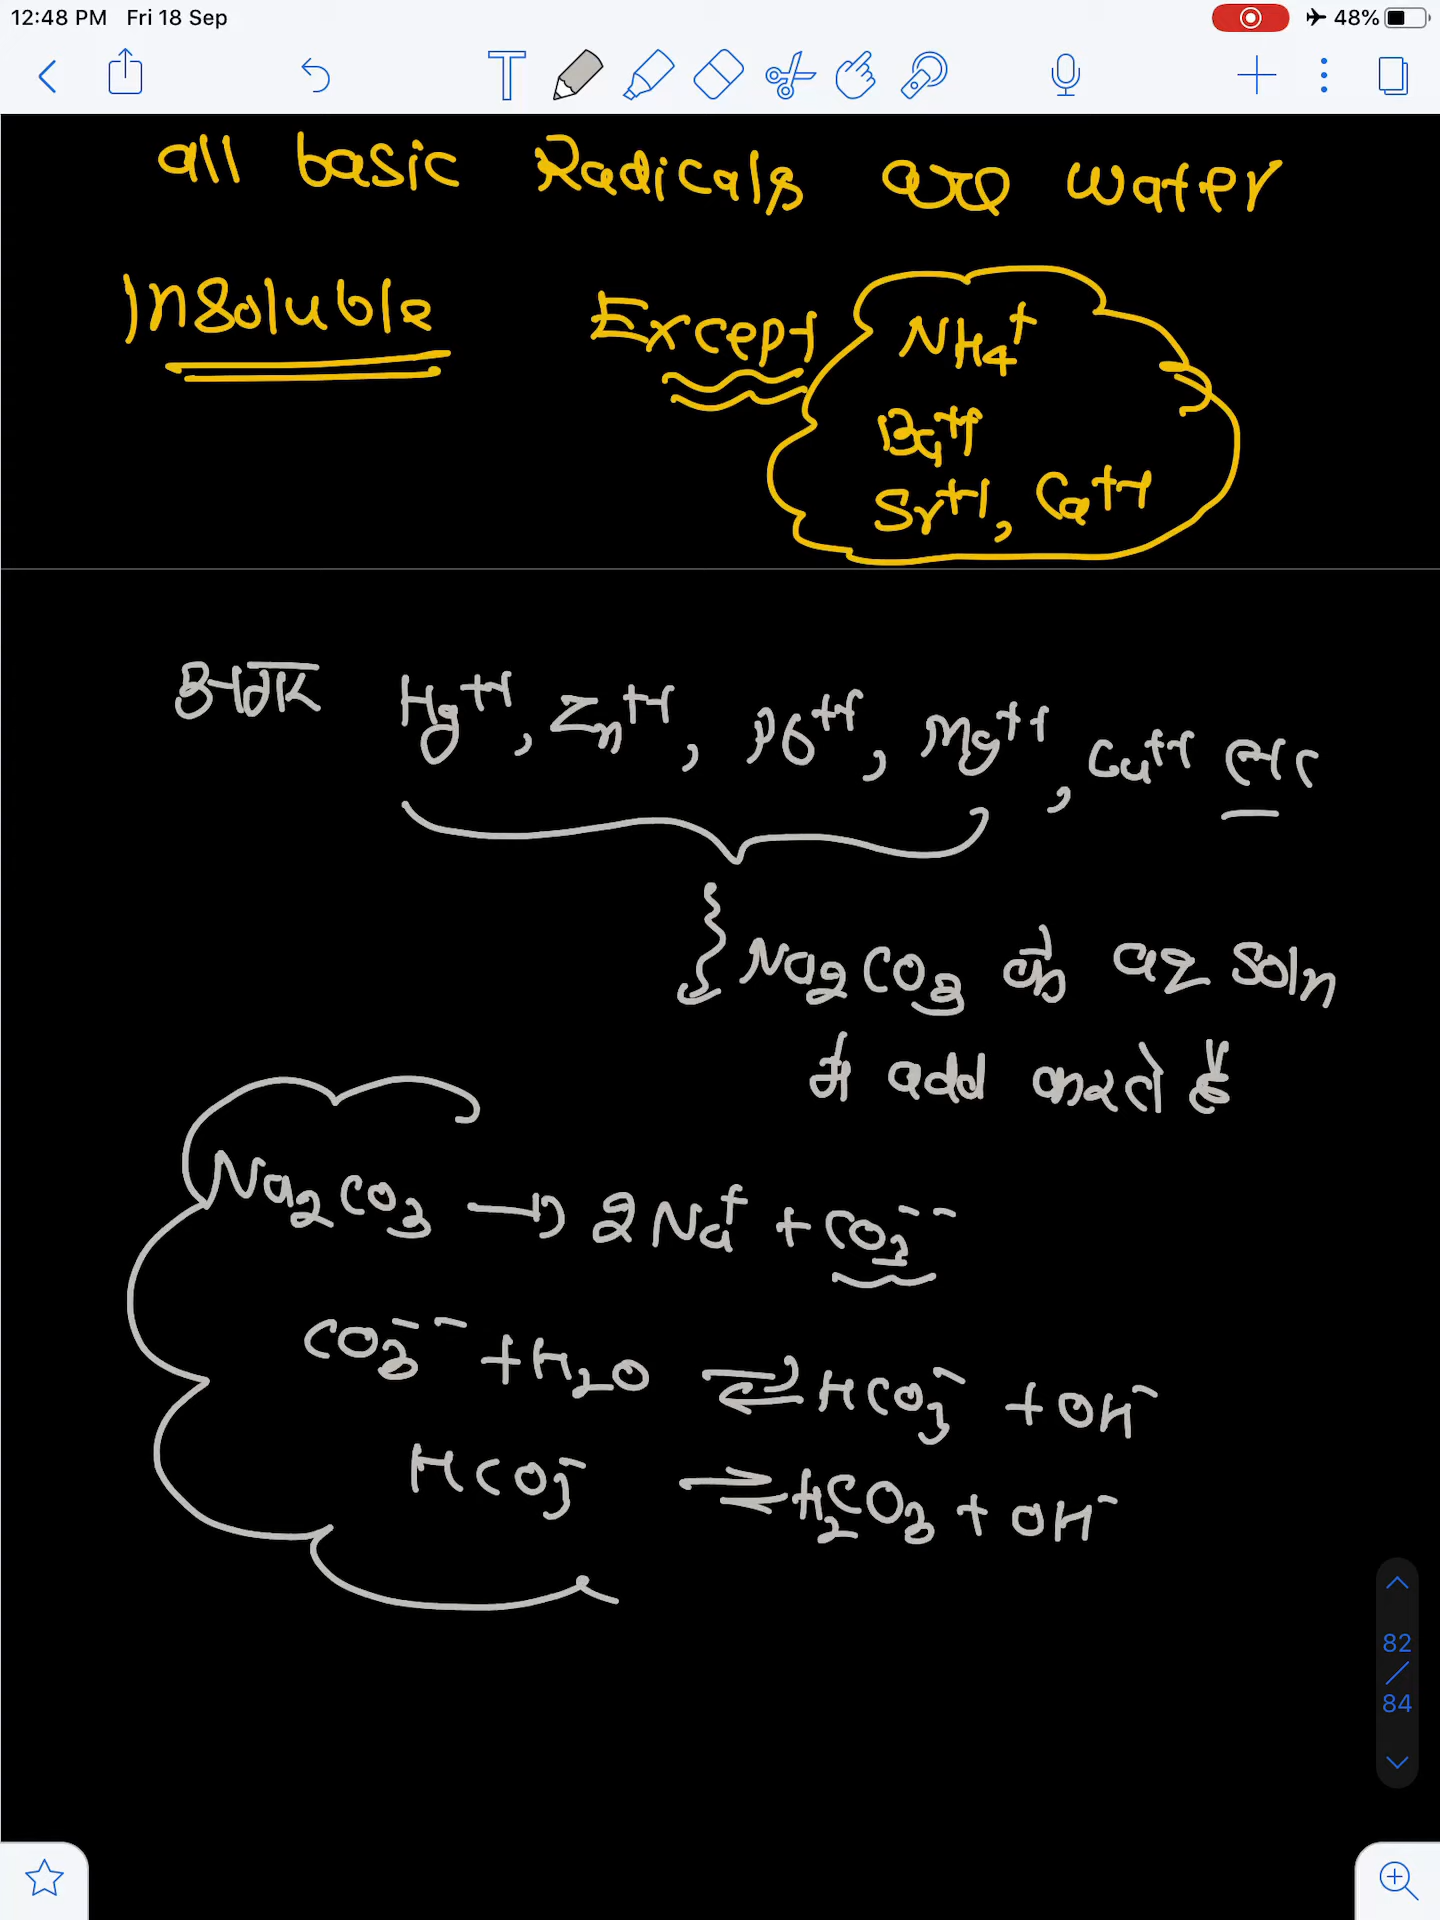 12:48 PM Fri 18 Sep 48%
T
all basic Radicals are water
Insoluble Except NH4+
Ba++
Sr++, Ca++
Hg++, Zn++, Pb++, Mg++, Cu++
Na2CO3 के aq Soln
में add करते हैं
Na2CO3 → 2Na+ + CO3--
CO3-- + H2O ⇌ HCO3- + OH-
HCO3- ⇌ H2CO3 + OH-
82
/
84